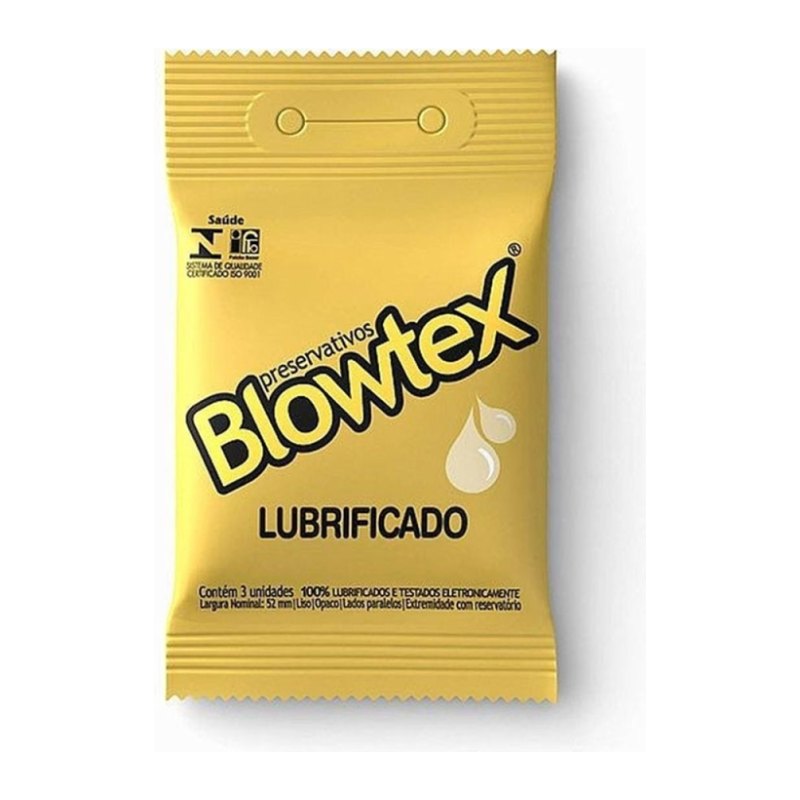 Saúde
N
SISTEMA DE QUALIDADE
CERTIFICADO ISO 9001
®
preservativos
Blowtex
LUBRIFICADO
Contém 3 unidades 100% LUBRIFICADOS E TESTADOS ELETRONICAMENTE
Largura Nominal: 52 mm|Liso|Opaco|Lados paralelos|Extremidade com reservatório